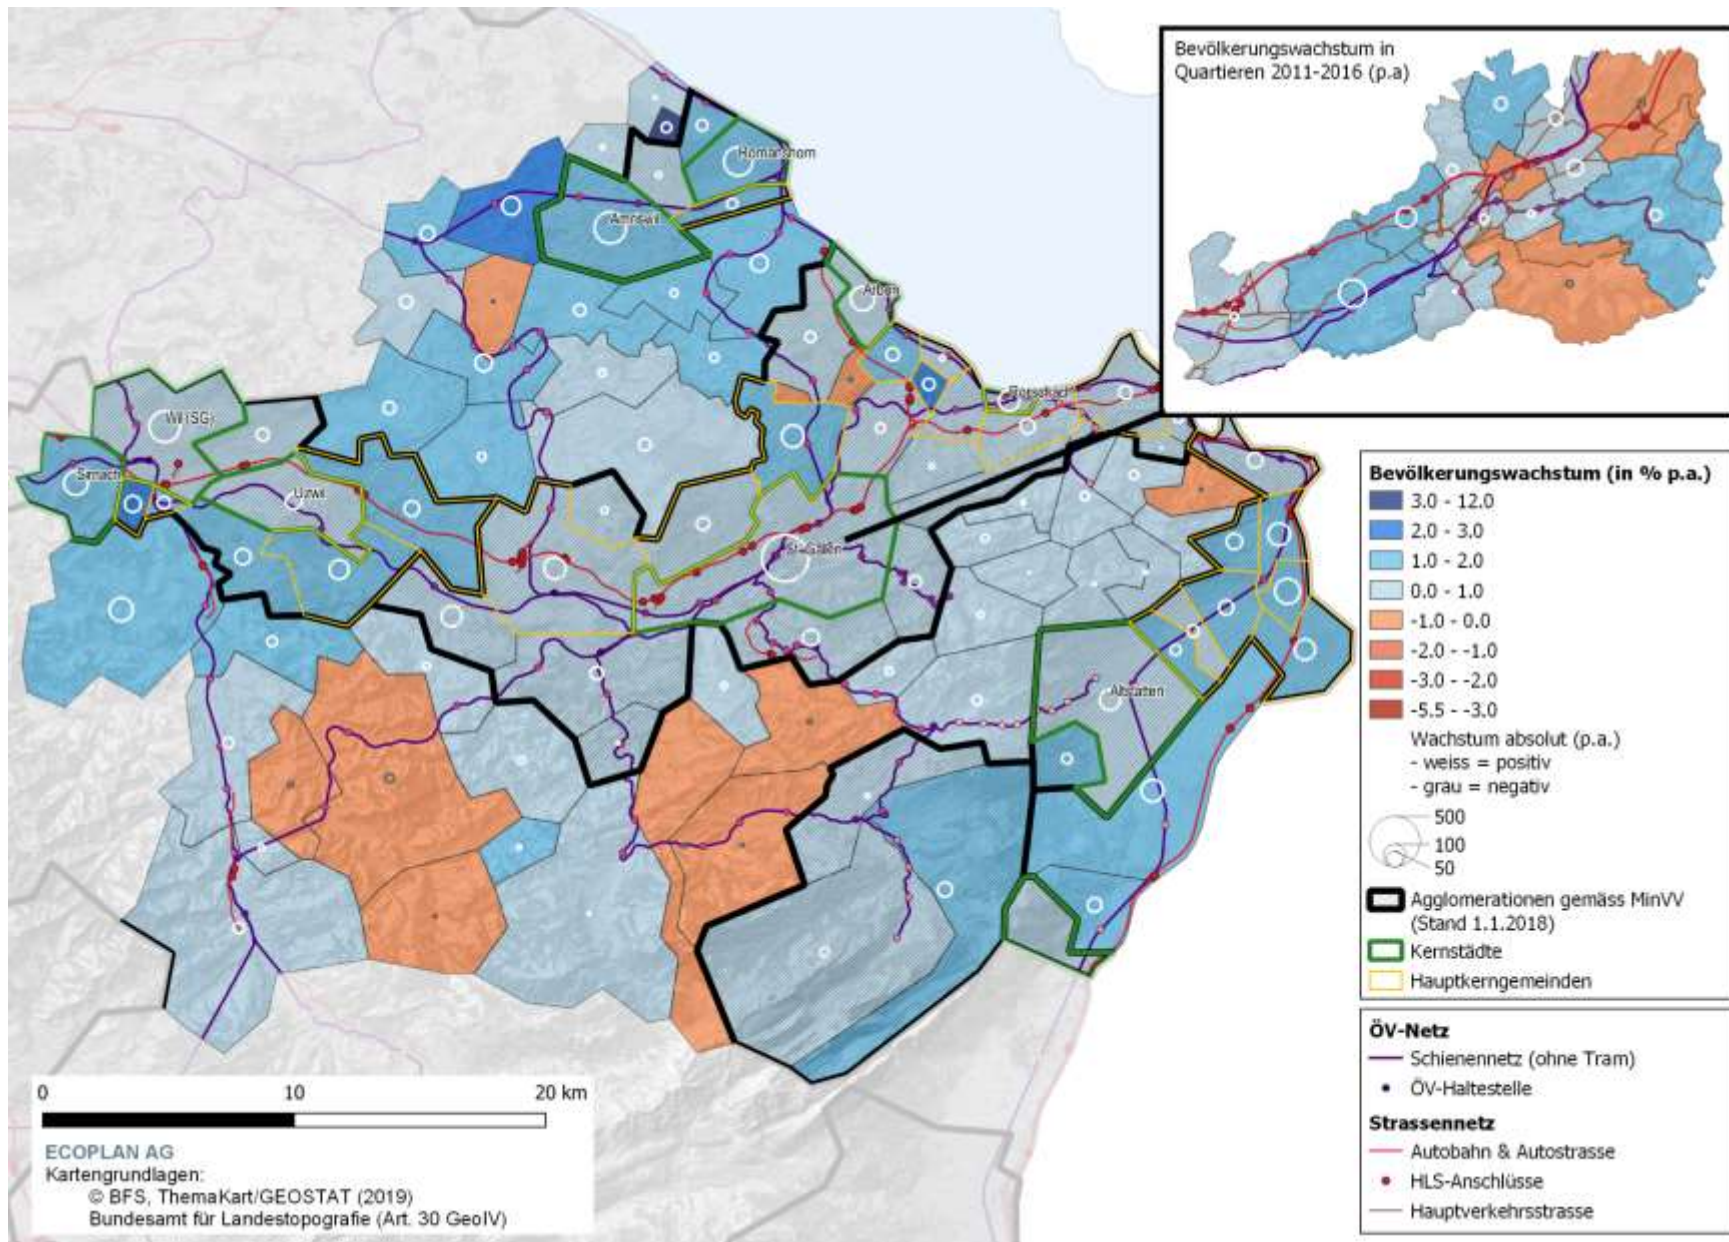 Bevölkerungswachstum in
Quartieren 2011-2016 (p.a)
Romanshorn
Amriswil
Arbon
Rorschach
Wil (SG)
Sirnach
Uzwil
St. Gallen
Altstätten
Bevölkerungswachstum (in % p.a.)
3.0 - 12.0
2.0 - 3.0
1.0 - 2.0
0.0 - 1.0
-1.0 - 0.0
-2.0 - -1.0
-3.0 - -2.0
-5.5 - -3.0
Wachstum absolut (p.a.)
- weiss = positiv
- grau = negativ
500
100
50
Agglomerationen gemäss MinVV
(Stand 1.1.2018)
Kernstädte
Hauptkerngemeinden
ÖV-Netz
Schienennetz (ohne Tram)
ÖV-Haltestelle
Strassennetz
Autobahn & Autostrasse
HLS-Anschlüsse
Hauptverkehrsstrasse
0 10 20 km
ECOPLAN AG
Kartengrundlagen:
© BFS, ThemaKart/GEOSTAT (2019)
Bundesamt für Landestopografie (Art. 30 GeoIV)